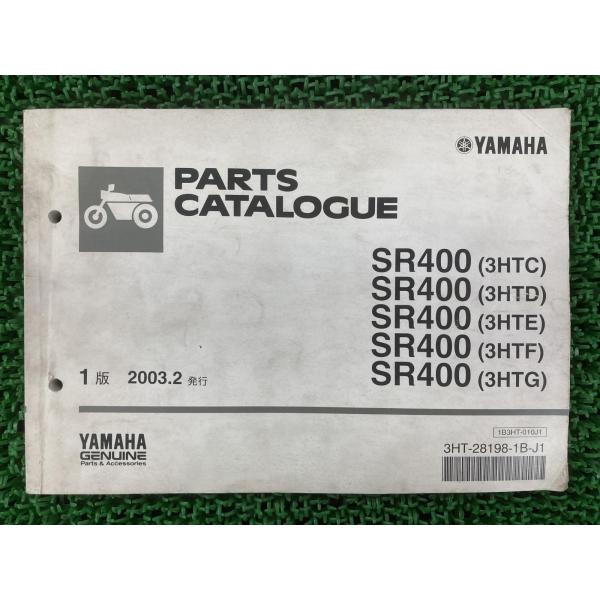 YAMAHA
PARTS
CATALOGUE
SR400 (3HTC)
SR400 (3HTD)
SR400 (3HTE)
SR400 (3HTF)
SR400 (3HTG)
1版 2003.2 発行
1B3HT-010J1
3HT-28198-1B-J1
YAMAHA
GENUINE
Parts & Accessories